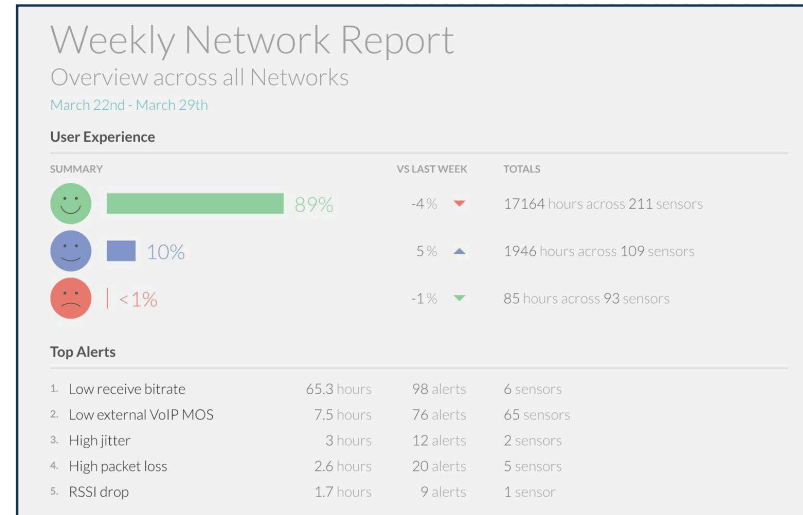 Weekly Network Report
Overview across all Networks
March 22nd - March 29th
User Experience
SUMMARY VS LAST WEEK TOTALS
89% -4% 17164 hours across 211 sensors
10% 5% 1946 hours across 109 sensors
<1% -1% 85 hours across 93 sensors
Top Alerts
1. Low receive bitrate 65.3 hours 98 alerts 6 sensors
2. Low external VoIP MOS 7.5 hours 76 alerts 65 sensors
3. High jitter 3 hours 12 alerts 2 sensors
4. High packet loss 2.6 hours 20 alerts 5 sensors
5. RSSI drop 1.7 hours 9 alerts 1 sensor